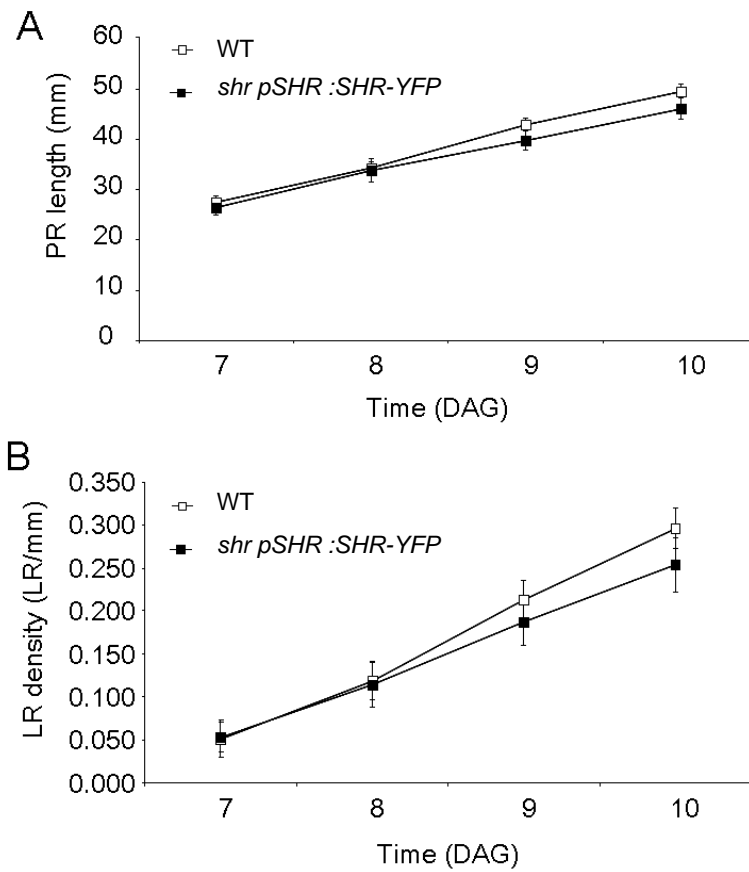 A
PR length (mm)
60
50
40
30
20
10
0
WT
shr pSHR :SHR-YFP
7 8 9 10
Time (DAG)
B
LR density (LR/mm)
0.350
0.300
0.250
0.200
0.150
0.100
0.050
0.000
WT
shr pSHR :SHR-YFP
7 8 9 10
Time (DAG)